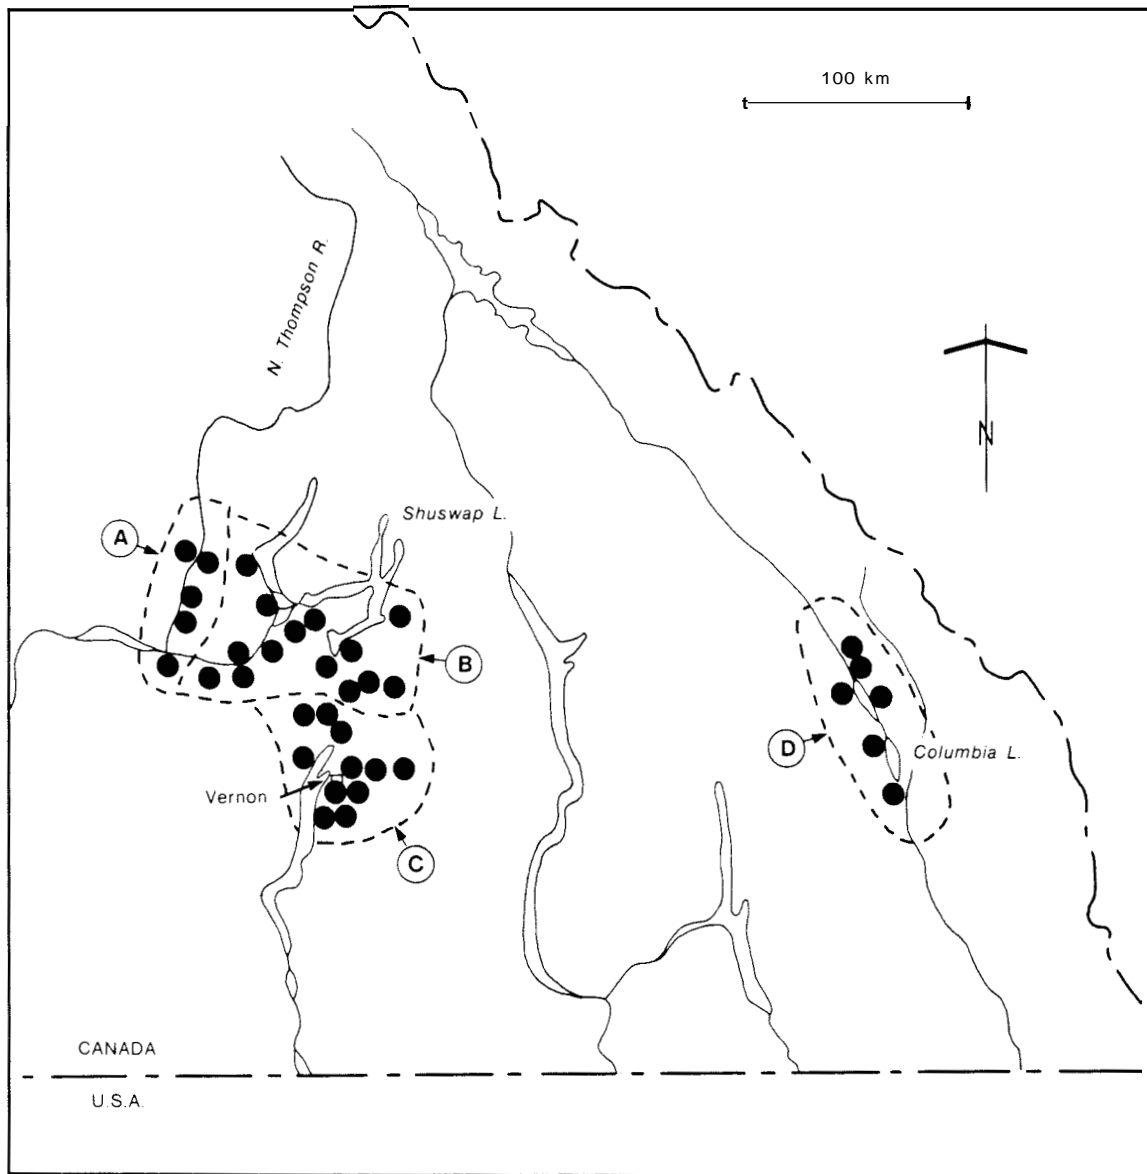 100 km
N. Thompson R.
N
Shuswap L.
A
B
D
Columbia L.
Vernon
C
CANADA
U.S.A.